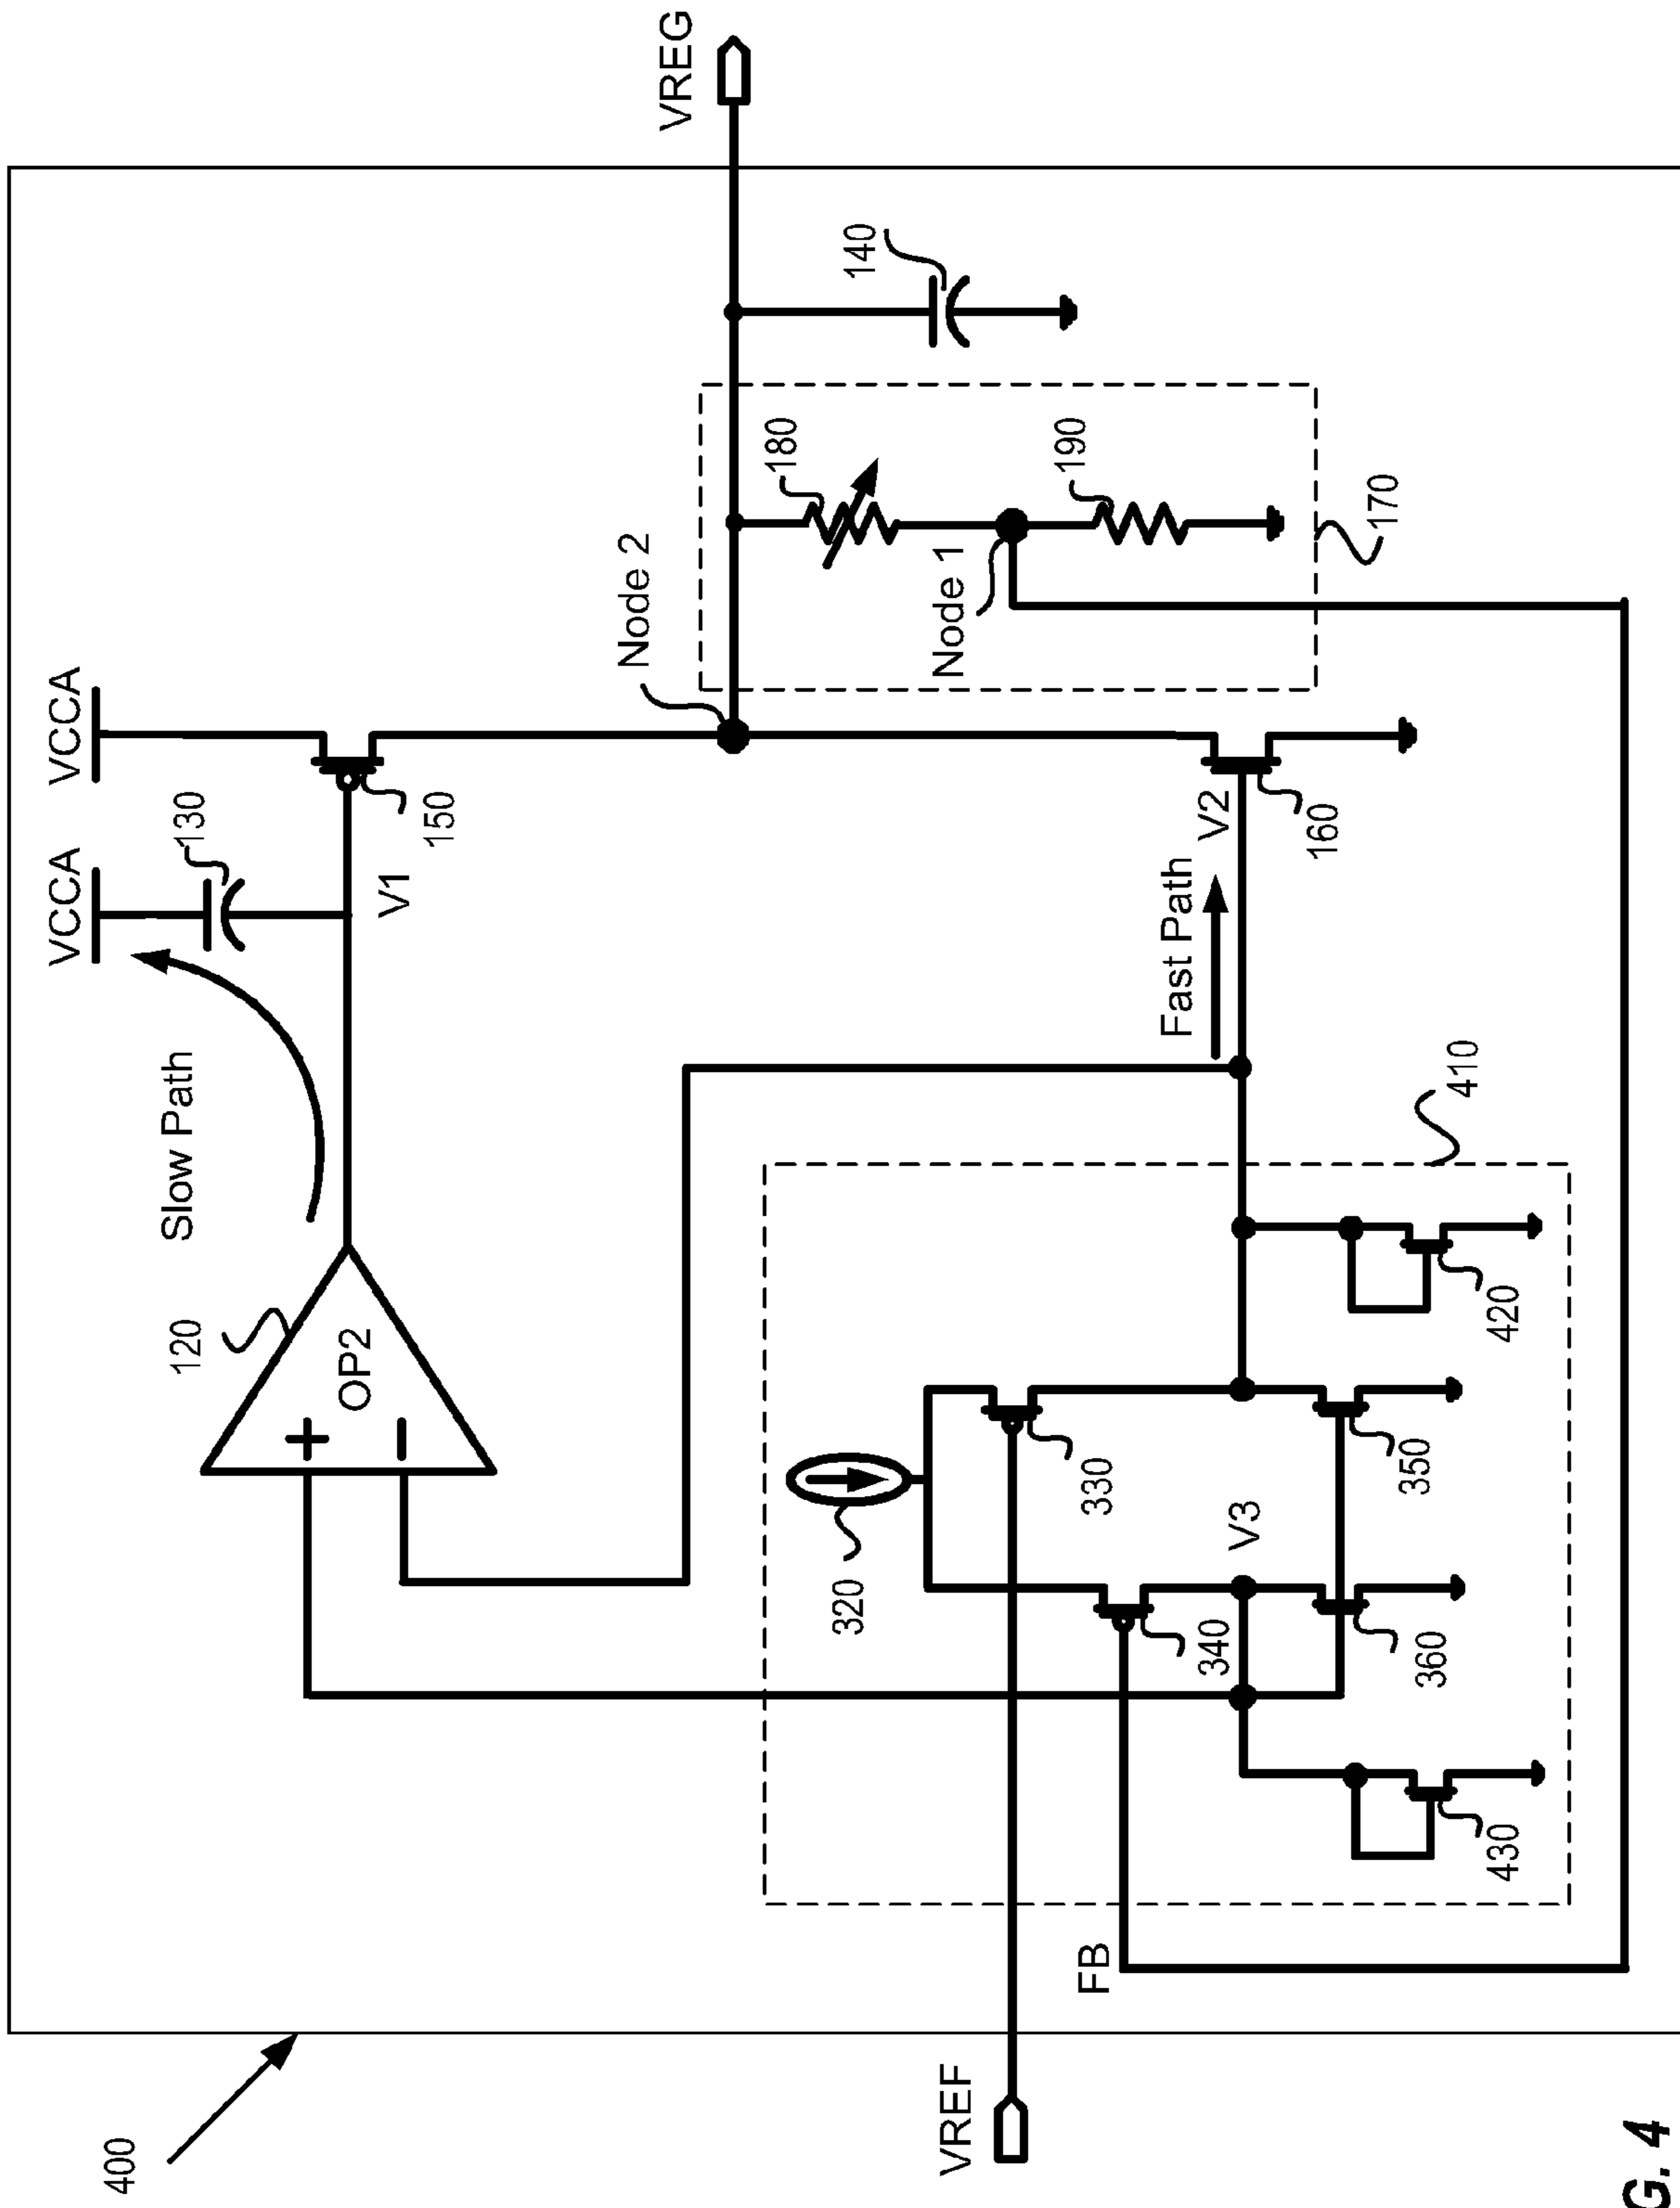 400
VCCA
VCCA
130
Slow Path
120
OP2
+
−
V1
150
Node 2
VREG
140
180
Node 1
190
170
320
330
340
V3
350
360
420
430
410
Fast Path
V2
160
VREF
FB
G. 4